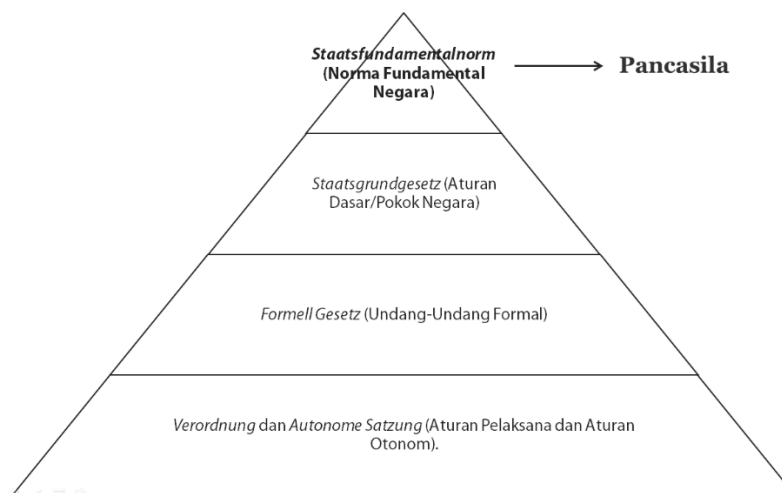 Staatsfundamentalnorm
(Norma Fundamental
Negara)
Pancasila
Staatsgrundgesetz (Aturan
Dasar/Pokok Negara)
Formell Gesetz (Undang-Undang Formal)
Verordnung dan Autonome Satzung (Aturan Pelaksana dan Aturan
Otonom).